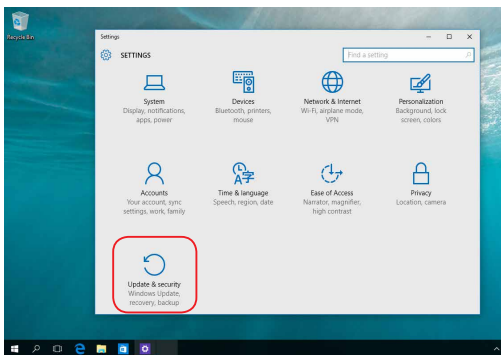 Recycle Bin
Settings
SETTINGS
Find a setting
System
Display, notifications,
apps, power
Devices
Bluetooth, printers,
mouse
Network & Internet
Wi-Fi, airplane mode,
VPN
Personalization
Background, lock
screen, colors
Accounts
Your account, sync
settings, work, family
Time & language
Speech, region, date
Ease of Access
Narrator, magnifier,
high contrast
Privacy
Location, camera
Update & security
Windows Update,
recovery, backup